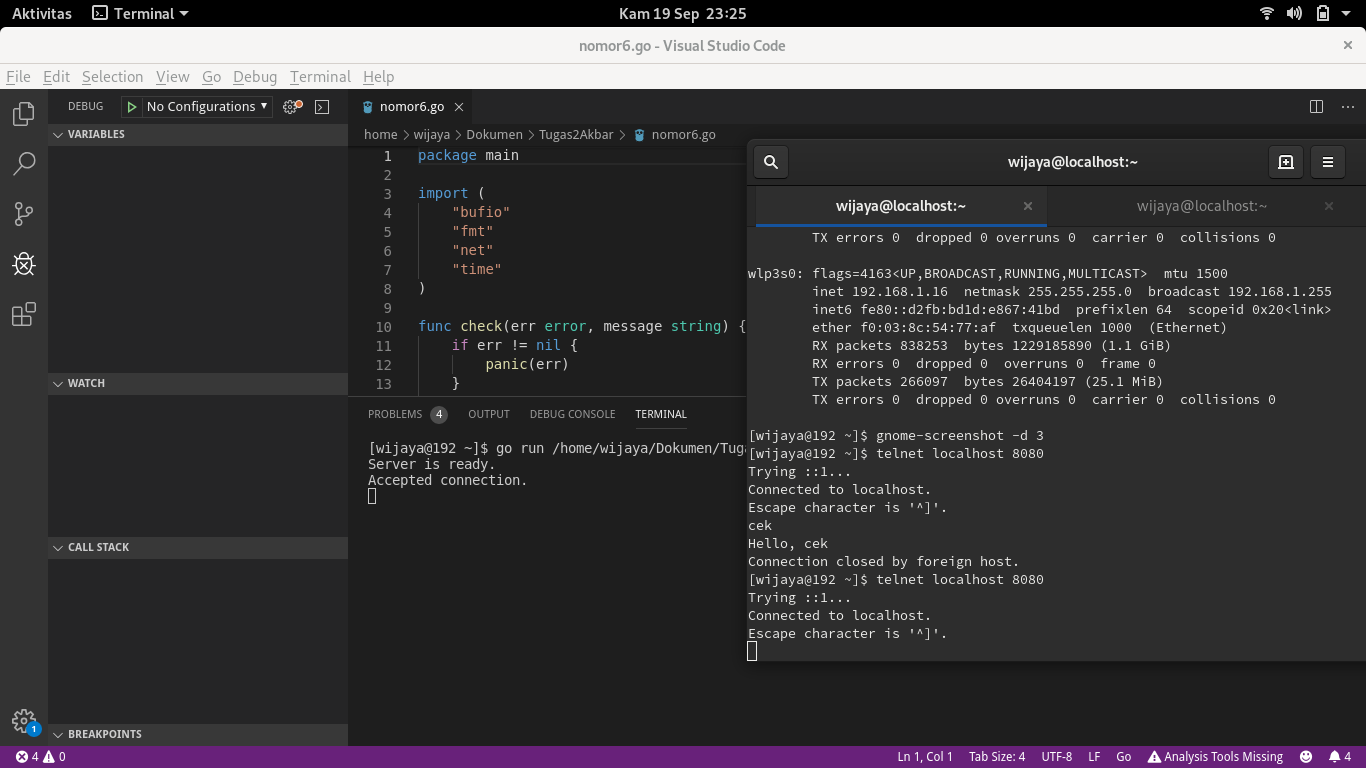 Aktivitas Terminal Kam 19 Sep 23:25
nomor6.go - Visual Studio Code
File Edit Selection View Go Debug Terminal Help
DEBUG No Configurations
VARIABLES
WATCH
CALL STACK
BREAKPOINTS
1
nomor6.go
home > wijaya > Dokumen > Tugas2Akbar > nomor6.go
1 package main
2
3 import (
4 "bufio"
5 "fmt"
6 "net"
7 "time"
8 )
9
10 func check(err error, message string) {
11 if err != nil {
12 panic(err)
13 }
PROBLEMS 4 OUTPUT DEBUG CONSOLE TERMINAL
[wijaya@192 ~]$ go run /home/wijaya/Dokumen/Tuga
Server is ready.
Accepted connection.
wijaya@localhost:~
wijaya@localhost:~ wijaya@localhost:~
TX errors 0 dropped 0 overruns 0 carrier 0 collisions 0
wlp3s0: flags=4163<UP,BROADCAST,RUNNING,MULTICAST> mtu 1500
inet 192.168.1.16 netmask 255.255.255.0 broadcast 192.168.1.255
inet6 fe80::d2fb:bd1d:e867:41bd prefixlen 64 scopeid 0x20<link>
ether f0:03:8c:54:77:af txqueuelen 1000 (Ethernet)
RX packets 838253 bytes 1229185890 (1.1 GiB)
RX errors 0 dropped 0 overruns 0 frame 0
TX packets 266097 bytes 26404197 (25.1 MiB)
TX errors 0 dropped 0 overruns 0 carrier 0 collisions 0
[wijaya@192 ~]$ gnome-screenshot -d 3
[wijaya@192 ~]$ telnet localhost 8080
Trying ::1...
Connected to localhost.
Escape character is '^]'.
cek
Hello, cek
Connection closed by foreign host.
[wijaya@192 ~]$ telnet localhost 8080
Trying ::1...
Connected to localhost.
Escape character is '^]'.
4 0 Ln 1, Col 1 Tab Size: 4 UTF-8 LF Go Analysis Tools Missing 4